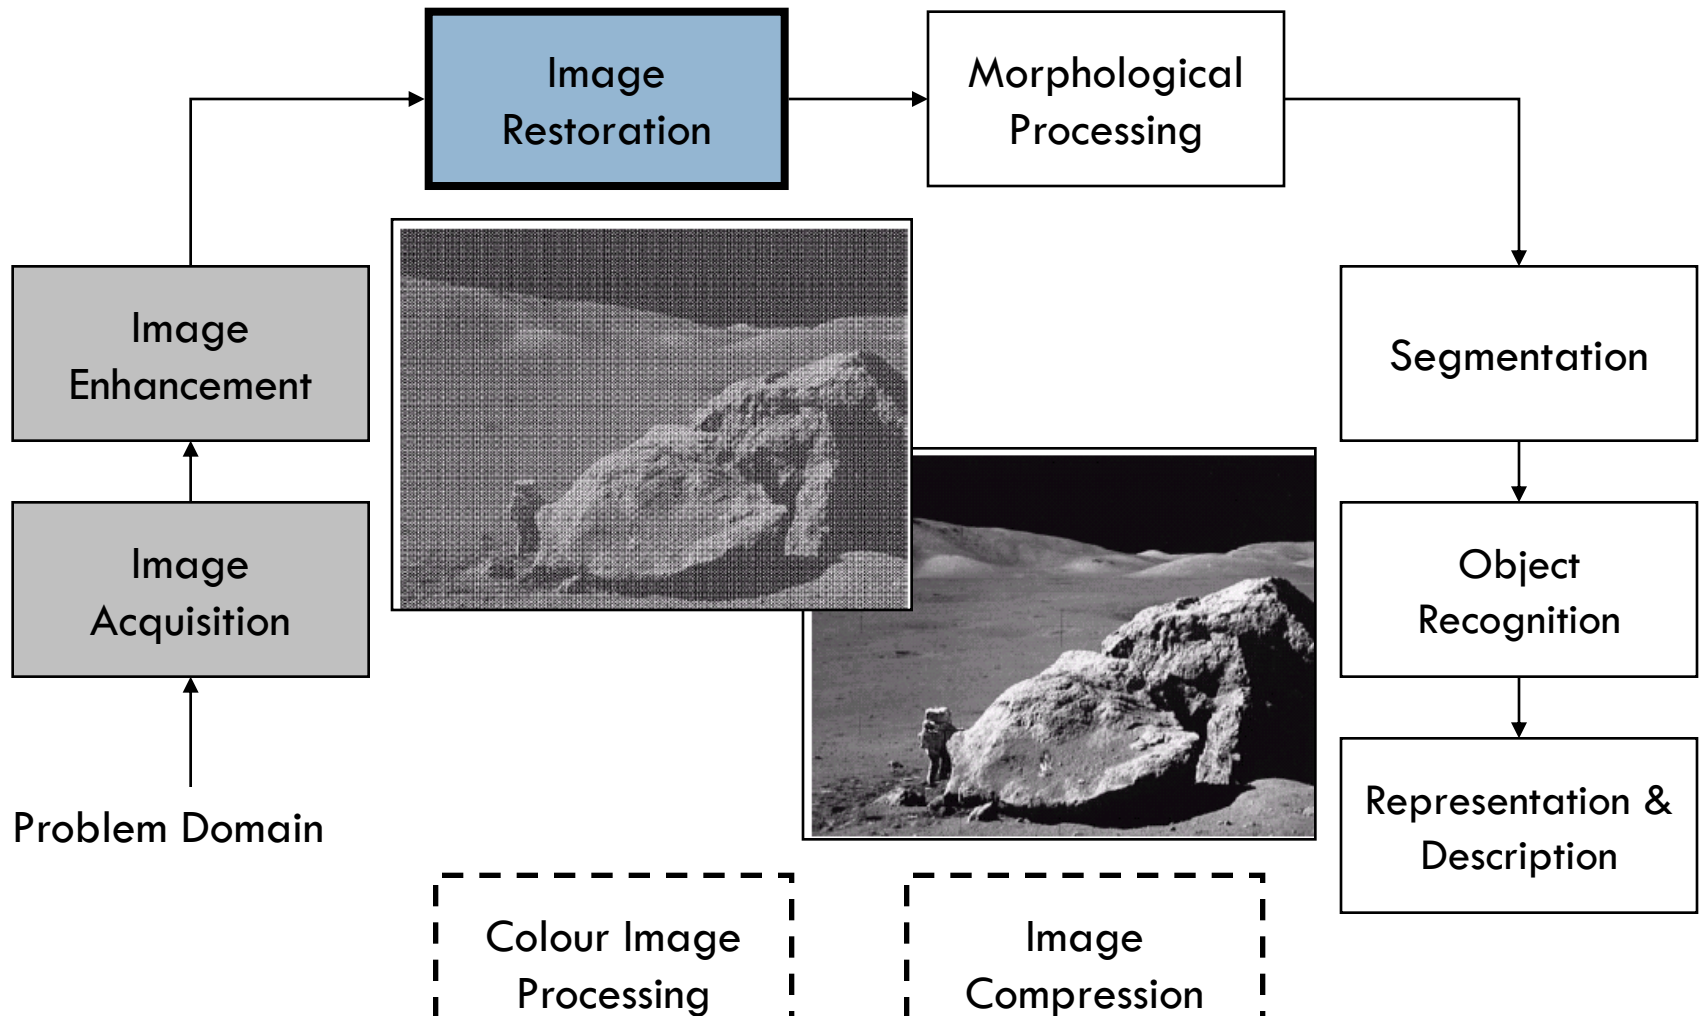 Image
Restoration
Morphological
Processing
Image
Enhancement
Segmentation
Image
Acquisition
Object
Recognition
Problem Domain
Representation &
Description
Colour Image
Processing
Image
Compression